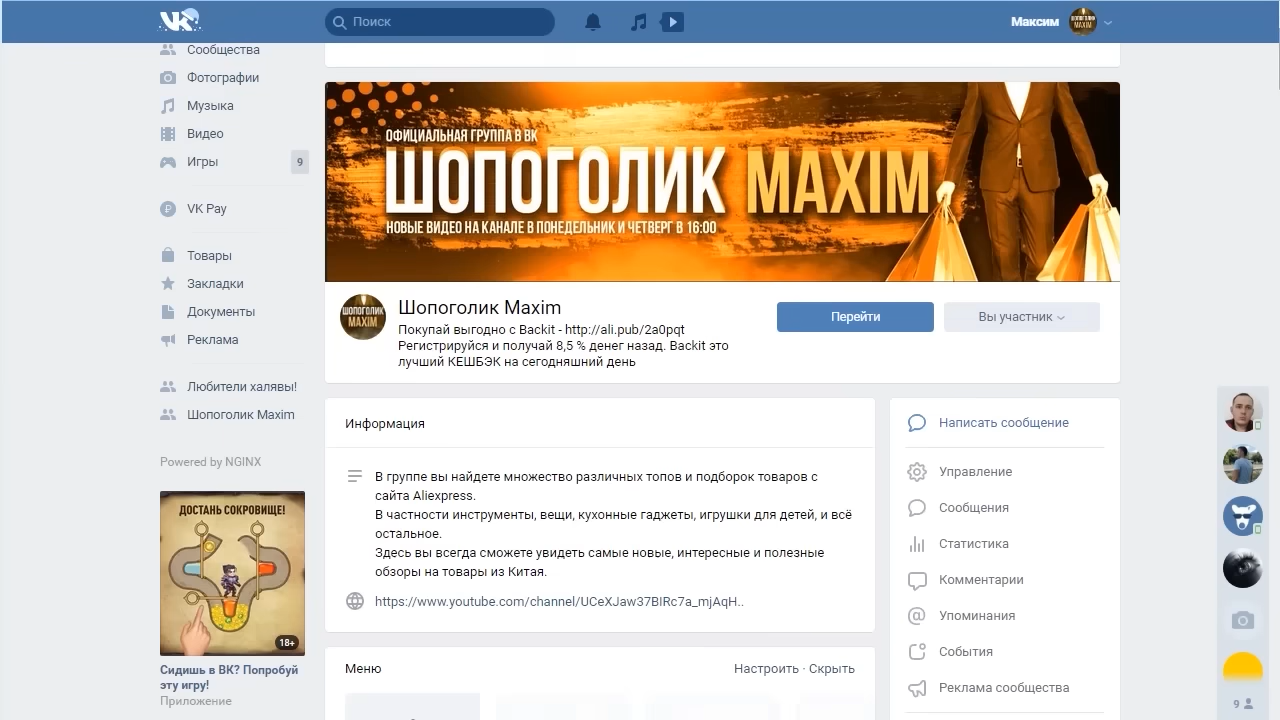 Поиск
Максим
Сообщества
Фотографии
Музыка
Видео
Игры
9
VK Pay
Товары
Закладки
Документы
Реклама
Любители халявы!
Шопоголик Maxim
Powered by NGINX
ДОСТАНЬ СОКРОВИЩЕ!
18+
Сидишь в ВК? Попробуй
эту игру!
Приложение
ОФИЦИАЛЬНАЯ ГРУППА В ВК
ШОПОГОЛИК MAXIM
НОВЫЕ ВИДЕО НА КАНАЛЕ В ПОНЕДЕЛЬНИК И ЧЕТВЕРГ В 16:00
ШОПОГОЛИК
MAXIM
Шопоголик Maxim
Покупай выгодно с Backit - http://ali.pub/2a0pqt
Регистрируйся и получай 8,5 % денег назад. Backit это
лучший КЕШБЭК на сегодняшний день
Перейти
Вы участник
Информация
В группе вы найдете множество различных топов и подборок товаров с
сайта Aliexpress.
В частности инструменты, вещи, кухонные гаджеты, игрушки для детей, и всё
остальное.
Здесь вы всегда сможете увидеть самые новые, интересные и полезные
обзоры на товары из Китая.
https://www.youtube.com/channel/UCeXJaw37BIRc7a_mjAqH..
Меню
Настроить · Скрыть
Написать сообщение
Управление
Сообщения
Статистика
Комментарии
Упоминания
События
Реклама сообщества
9